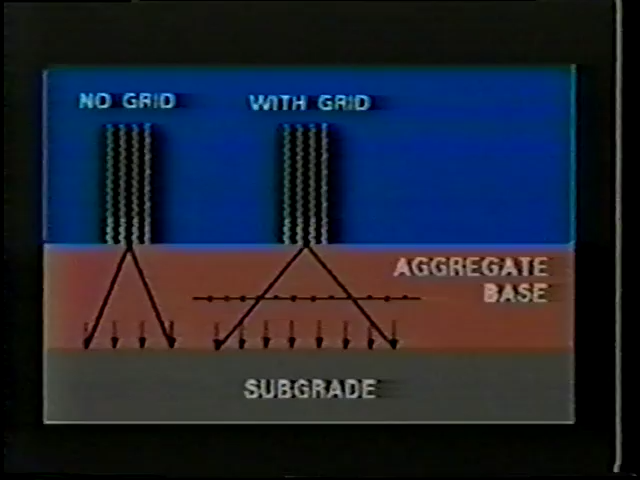 NO GRID
WITH GRID
AGGREGATE
BASE
SUBGRADE